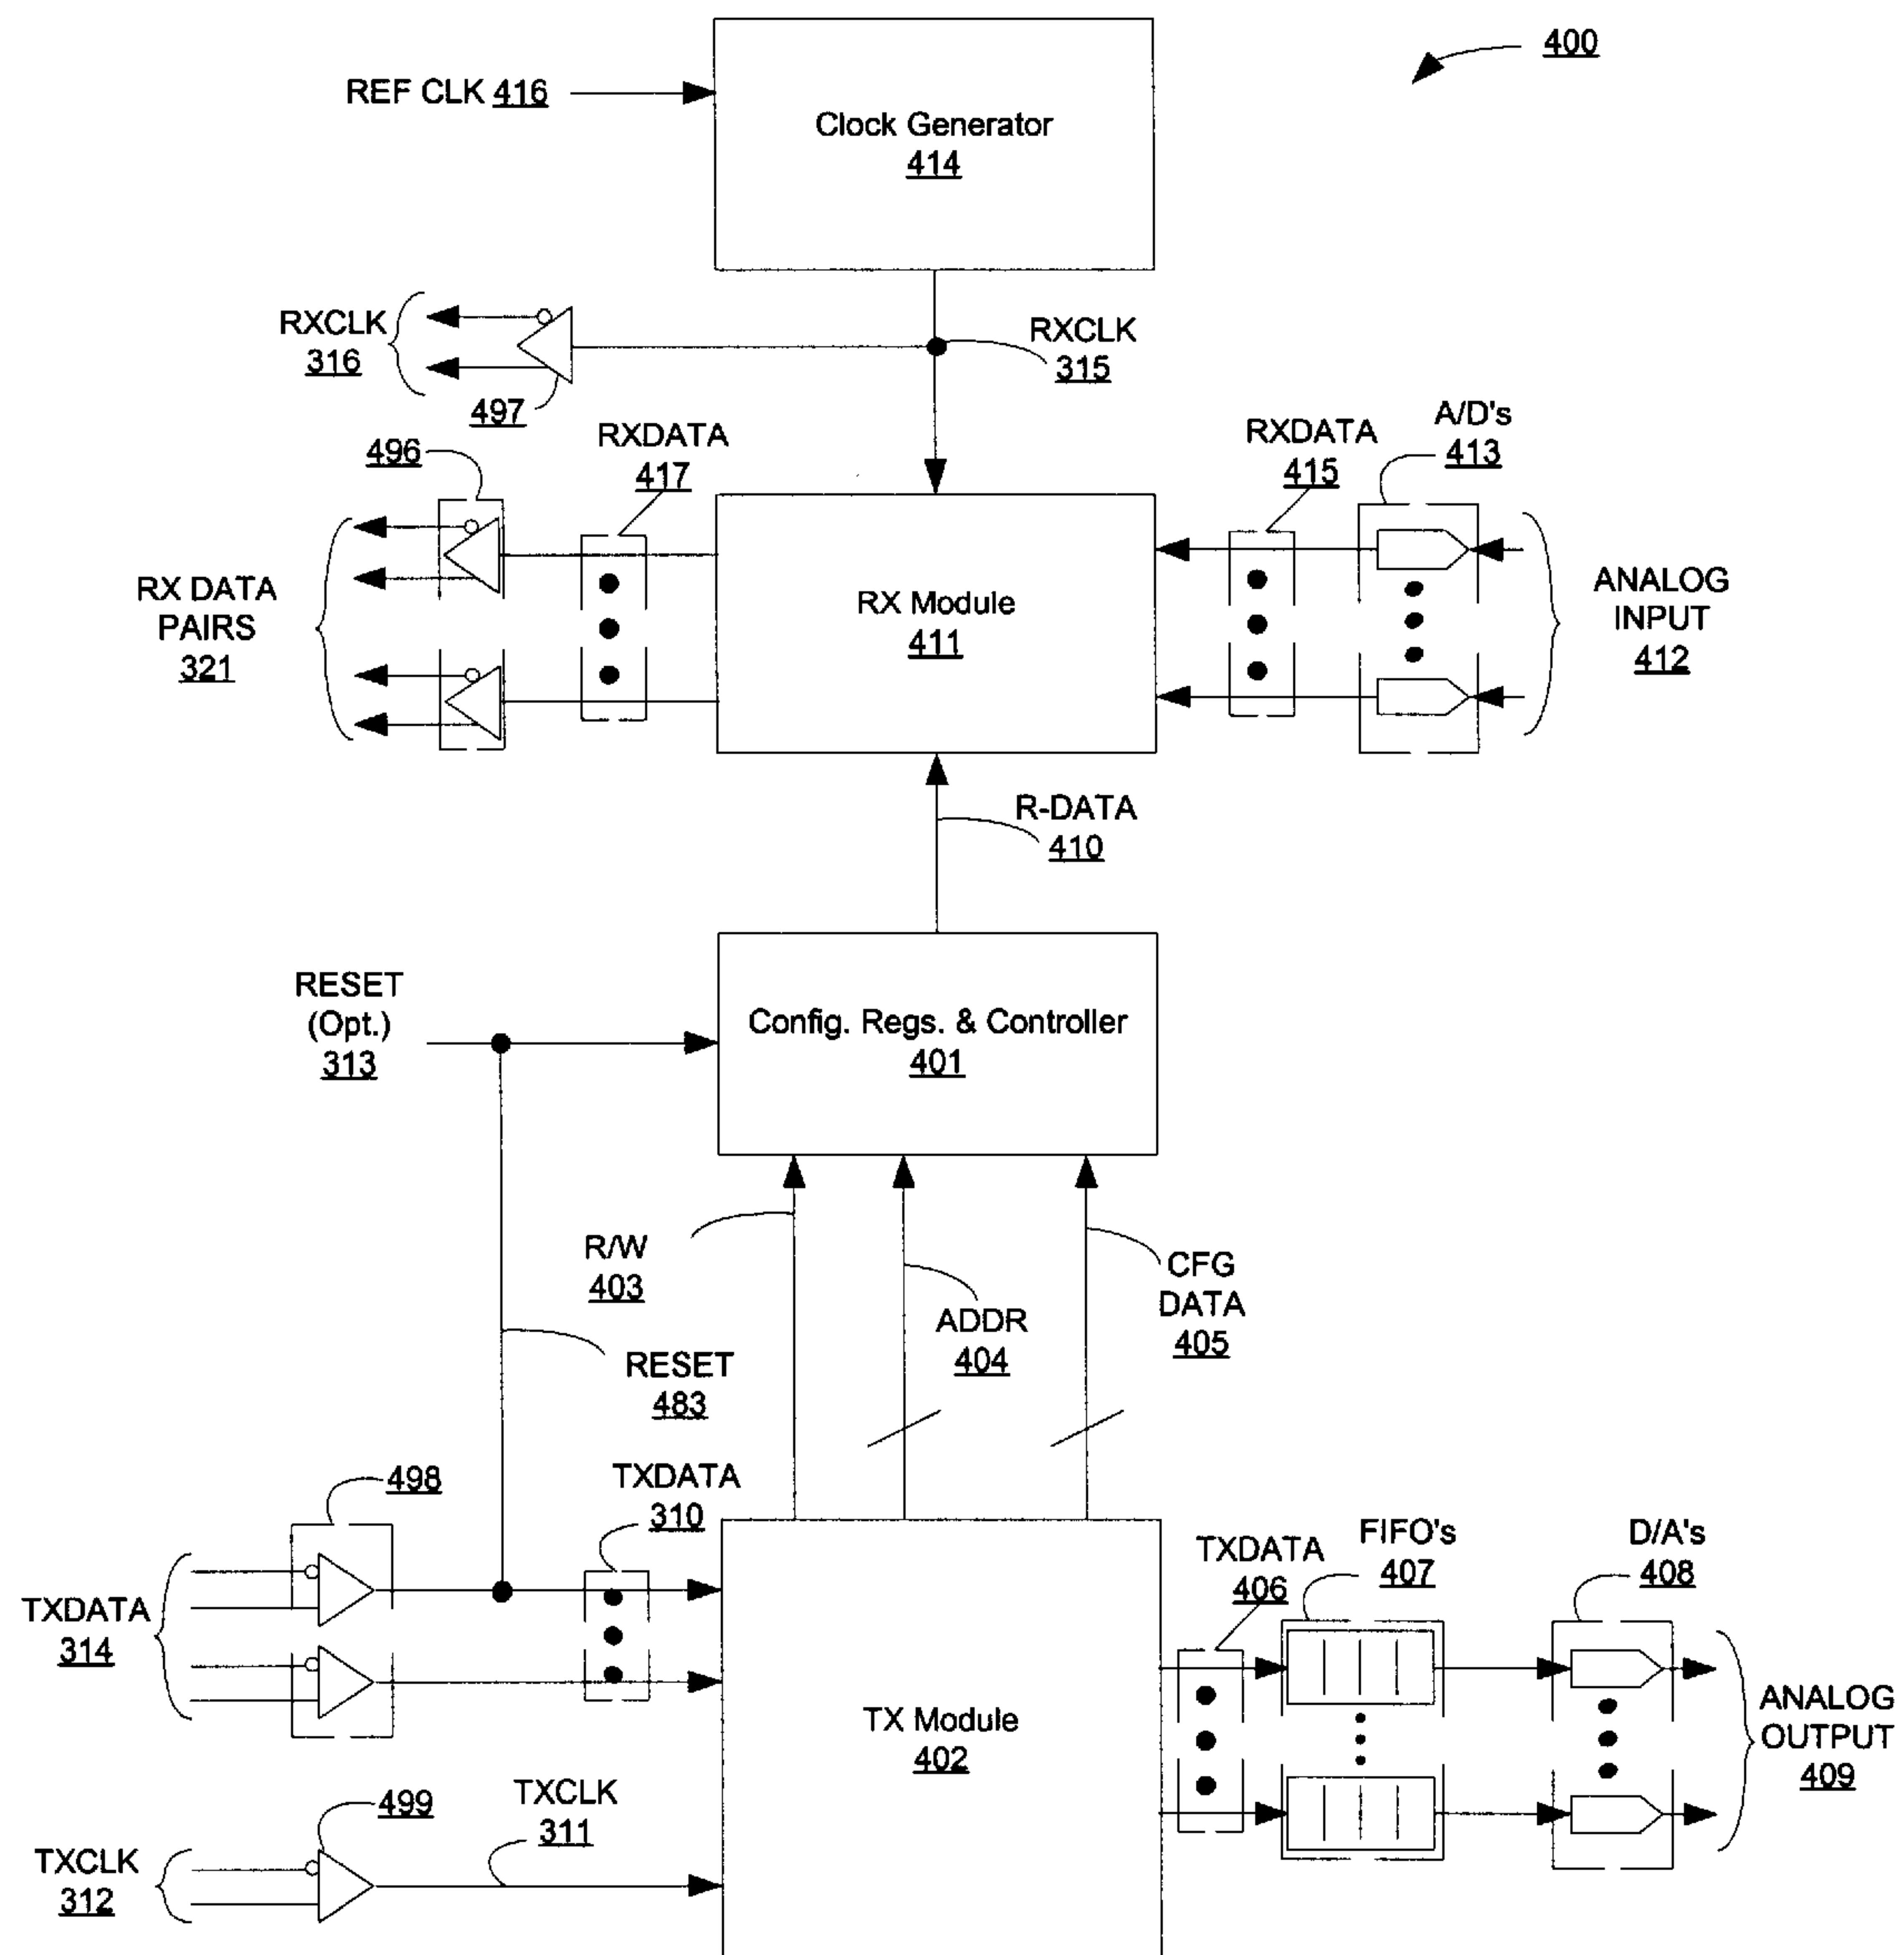 400
REF CLK 416
Clock Generator
414
RXCLK
316
497
RXCLK
315
496
RXDATA
417
RXDATA
415
A/D's
413
RX DATA
PAIRS
321
RX Module
411
ANALOG
INPUT
412
R-DATA
410
RESET
(Opt.)
313
Config. Regs. & Controller
401
R/W
403
ADDR
404
CFG
DATA
405
RESET
483
498
TXDATA
310
TXDATA
314
TXDATA
406
FIFO's
407
D/A's
408
TX Module
402
ANALOG
OUTPUT
409
499
TXCLK
311
TXCLK
312